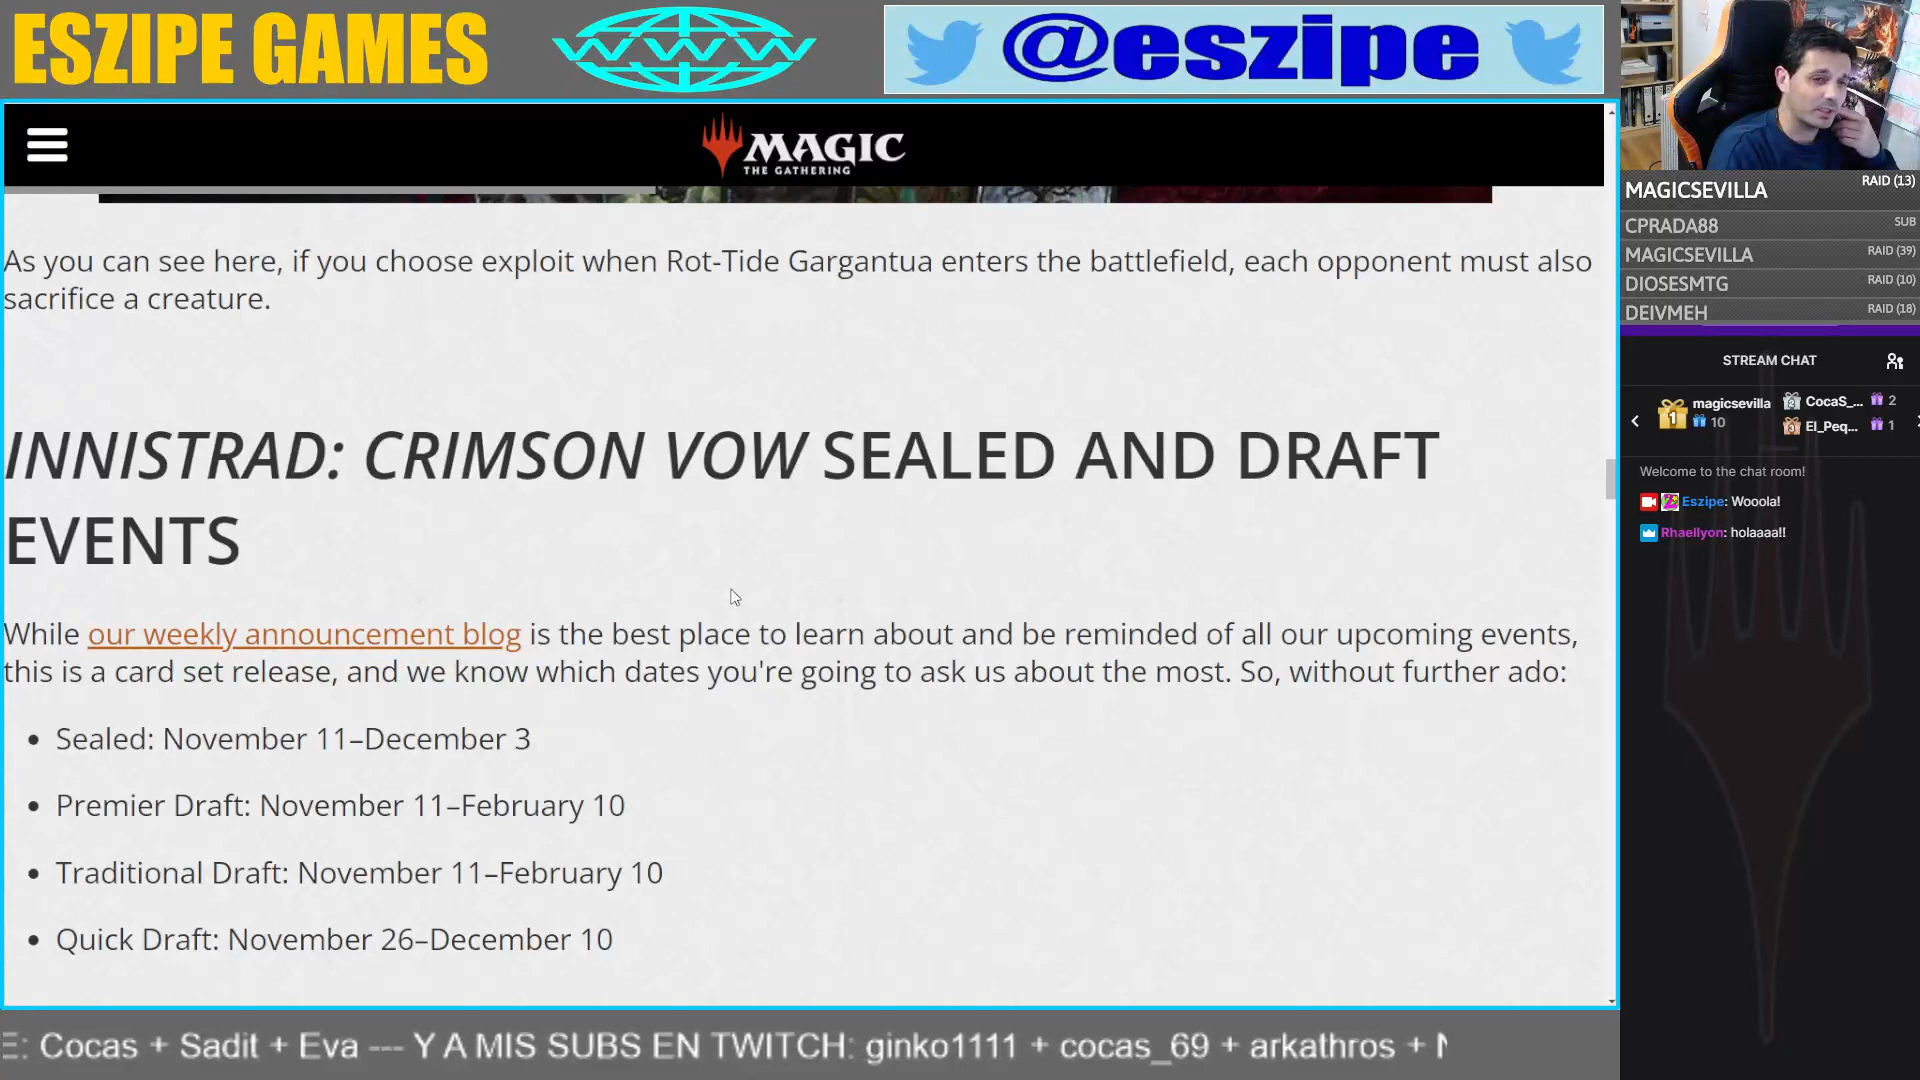 ESZIPE GAMES
WWW
@eszipe
MAGIC
THE GATHERING
As you can see here, if you choose exploit when Rot-Tide Gargantua enters the battlefield, each opponent must also
sacrifice a creature.
INNISTRAD: CRIMSON VOW SEALED AND DRAFT
EVENTS
While our weekly announcement blog is the best place to learn about and be reminded of all our upcoming events,
this is a card set release, and we know which dates you're going to ask us about the most. So, without further ado:
• Sealed: November 11–December 3
• Premier Draft: November 11–February 10
• Traditional Draft: November 11–February 10
• Quick Draft: November 26–December 10
MAGICSEVILLA RAID (13)
CPRADA88 SUB
MAGICSEVILLA RAID (39)
DIOSESMTG RAID (10)
DEIVMEH RAID (18)
STREAM CHAT
1 magicsevilla 10
2 CocaS_... 2
3 El_Peq... 1
Welcome to the chat room!
Eszipe: Wooola!
Rhaellyon: holaaaa!!
E: Cocas + Sadit + Eva --- Y A MIS SUBS EN TWITCH: ginko1111 + cocas_69 + arkathros +